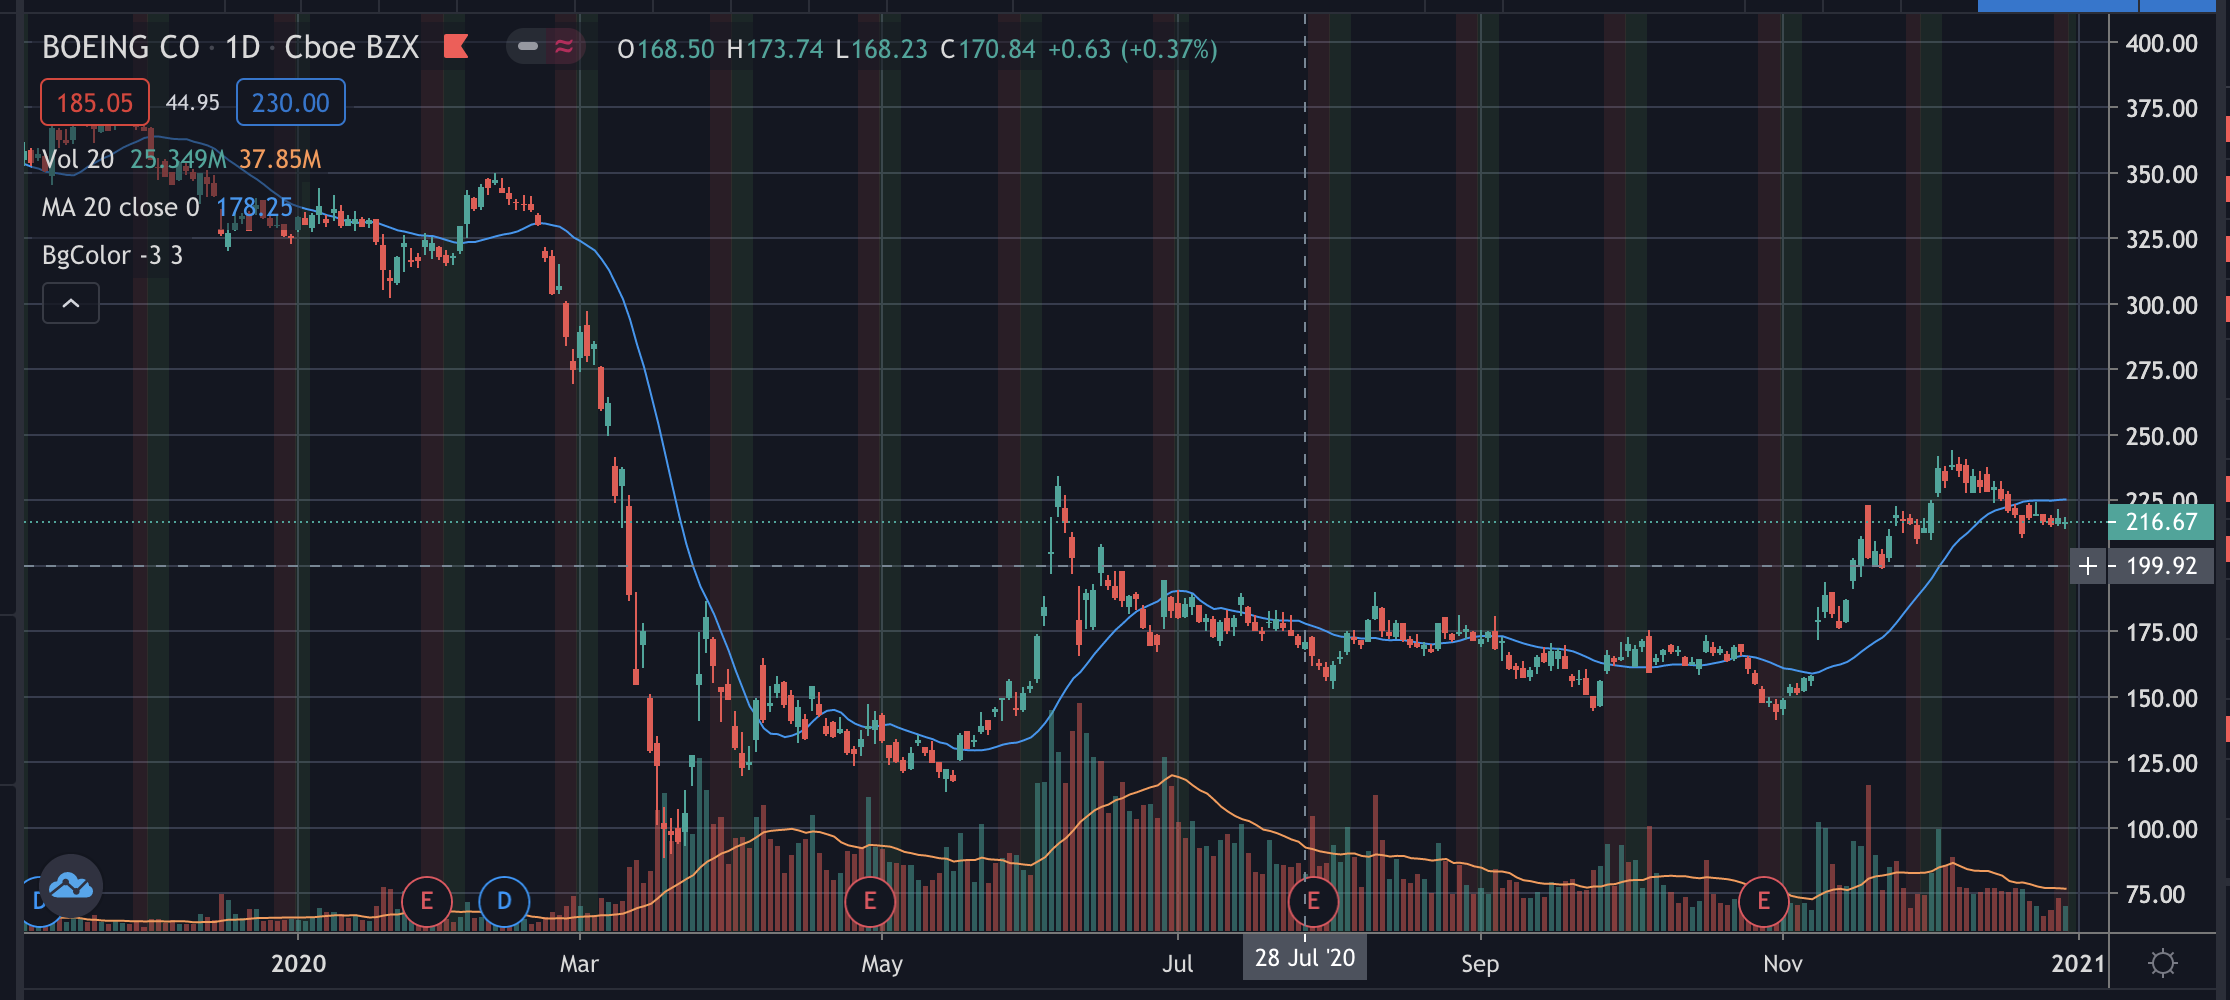 BOEING CO · 1D · Cboe BZX O168.50 H173.74 L168.23 C170.84 +0.63 (+0.37%)
185.05 44.95 230.00
Vol 20 25.349M 37.85M
MA 20 close 0 178.25
BgColor -3 3
400.00
375.00
350.00
325.00
300.00
275.00
250.00
225.00
216.67
199.92
175.00
150.00
125.00
100.00
75.00
D E D E E E
2020 Mar May Jul 28 Jul '20 Sep Nov 2021